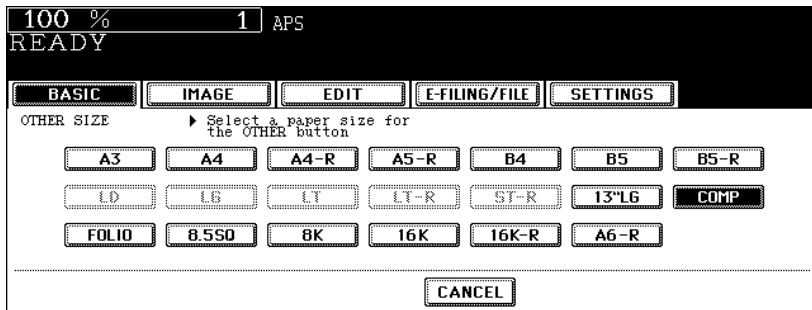 100 % 1 APS
READY
BASIC IMAGE EDIT E-FILING/FILE SETTINGS
OTHER SIZE ▶ Select a paper size for
the OTHER button
A3 A4 A4-R A5-R B4 B5 B5-R
LD LG LT LT-R ST-R 13"LG COMP
FOLIO 8.5SQ 8K 16K 16K-R A6-R
CANCEL